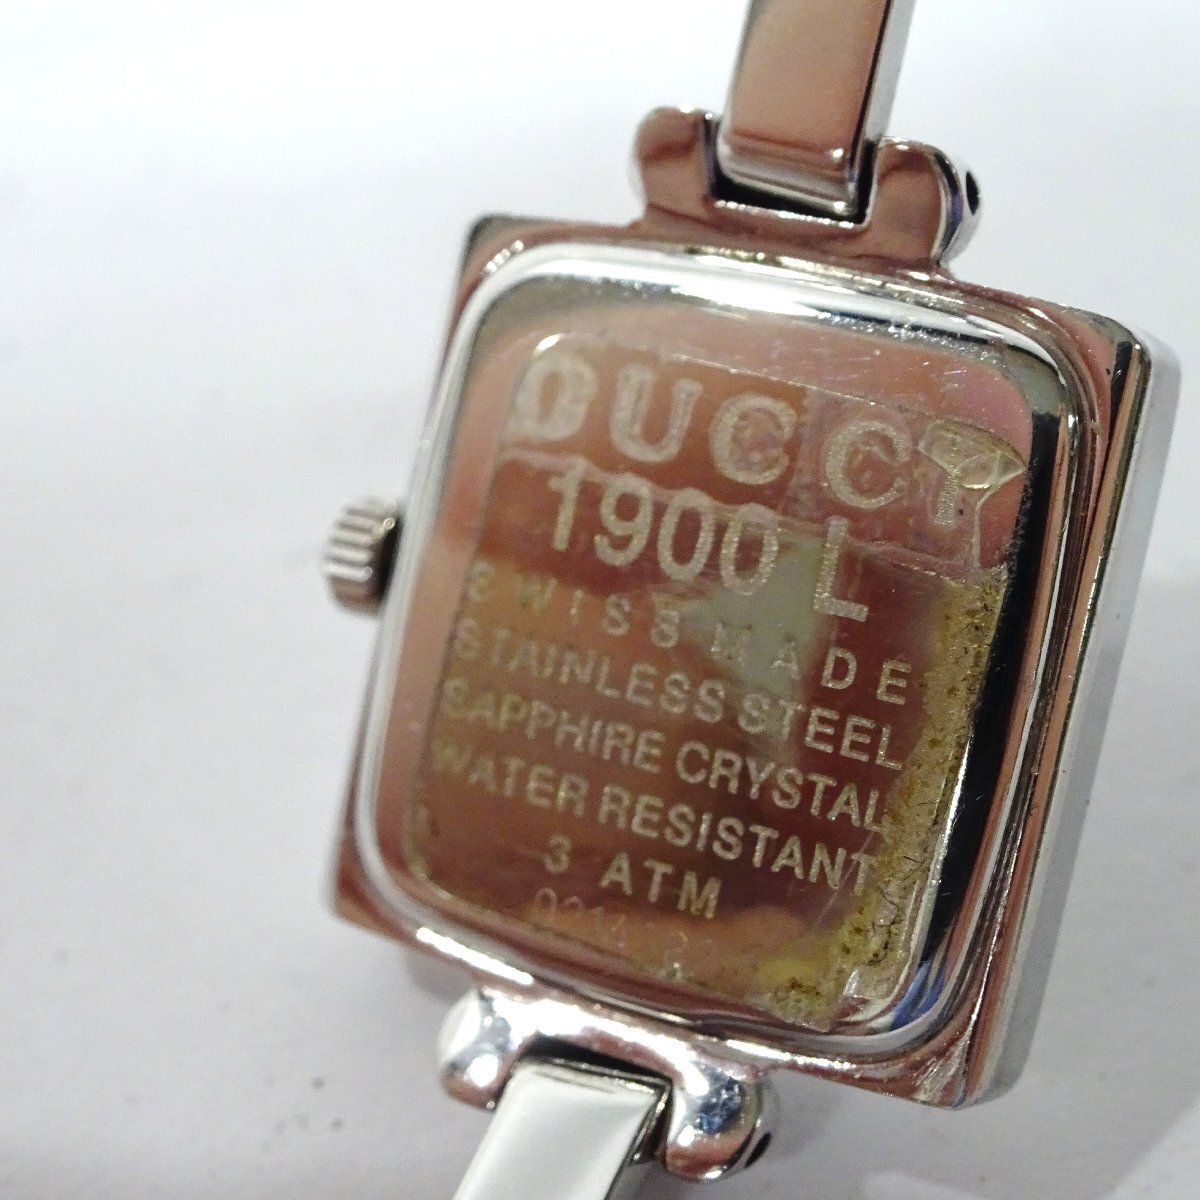 GUCCI
1900 L
SWISS MADE
STAINLESS STEEL
SAPPHIRE CRYSTAL
WATER RESISTANT
3 ATM